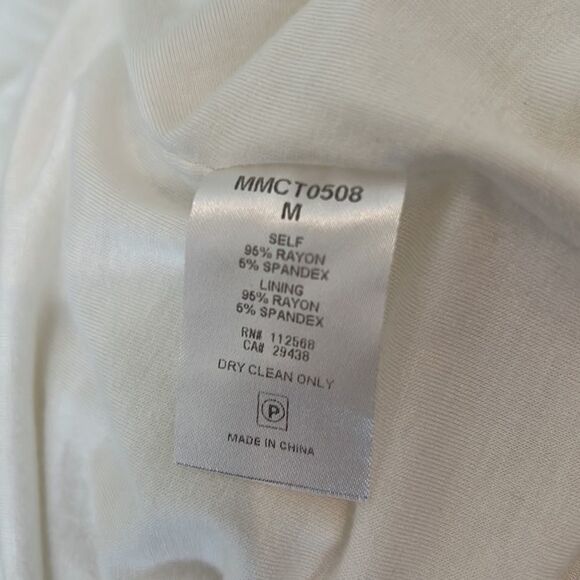 MMCT0508
M
SELF
95% RAYON
5% SPANDEX
LINING
95% RAYON
5% SPANDEX
RN# 112568
CA# 29438
DRY CLEAN ONLY
P
MADE IN CHINA